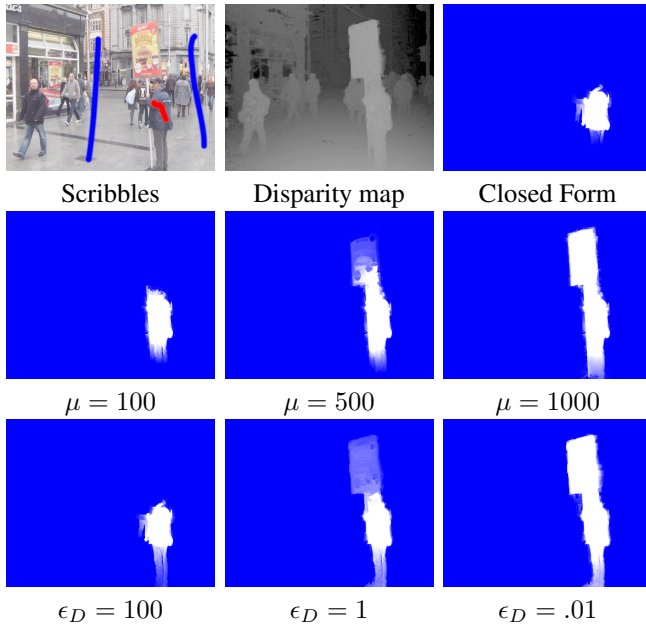 Scribbles Disparity map Closed Form
μ = 100 μ = 500 μ = 1000
ϵ_D = 100 ϵ_D = 1 ϵ_D = .01